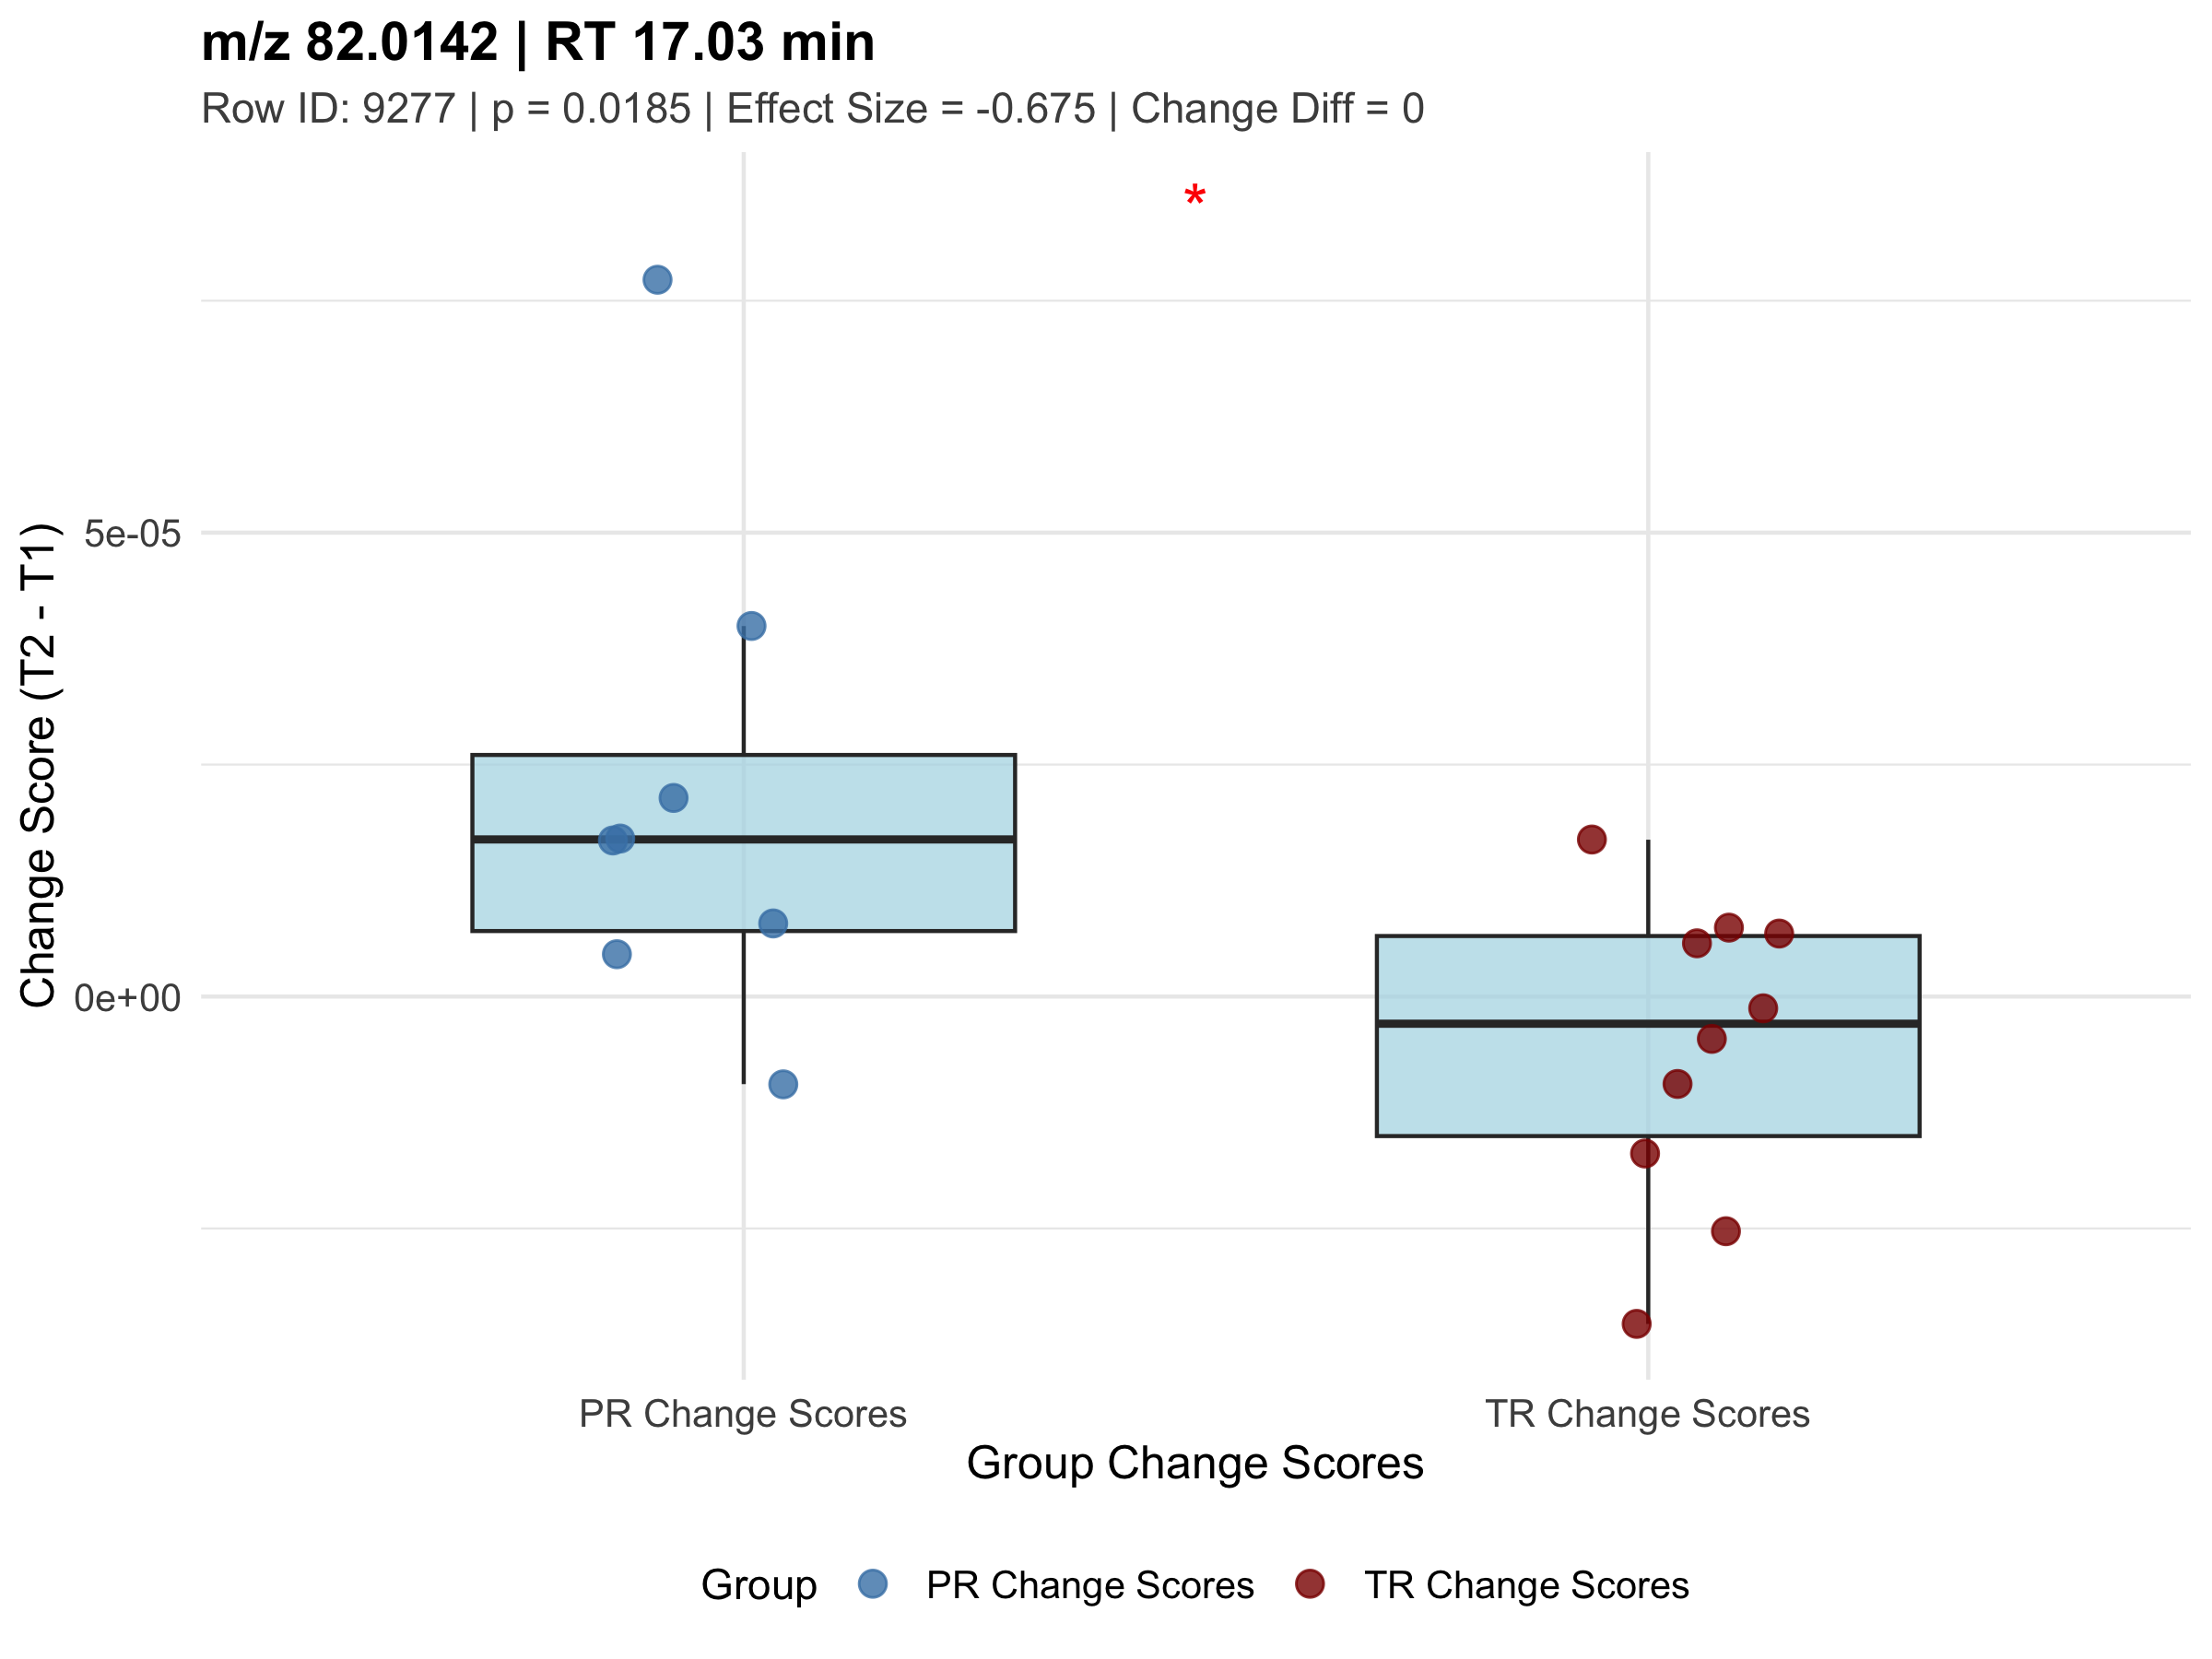 m/z 82.0142 | RT 17.03 min
Row ID: 9277 | p = 0.0185 | Effect Size = -0.675 | Change Diff = 0
*
Change Score (T2 - T1)
5e-05
0e+00
PR Change Scores
TR Change Scores
Group Change Scores
Group
PR Change Scores
TR Change Scores